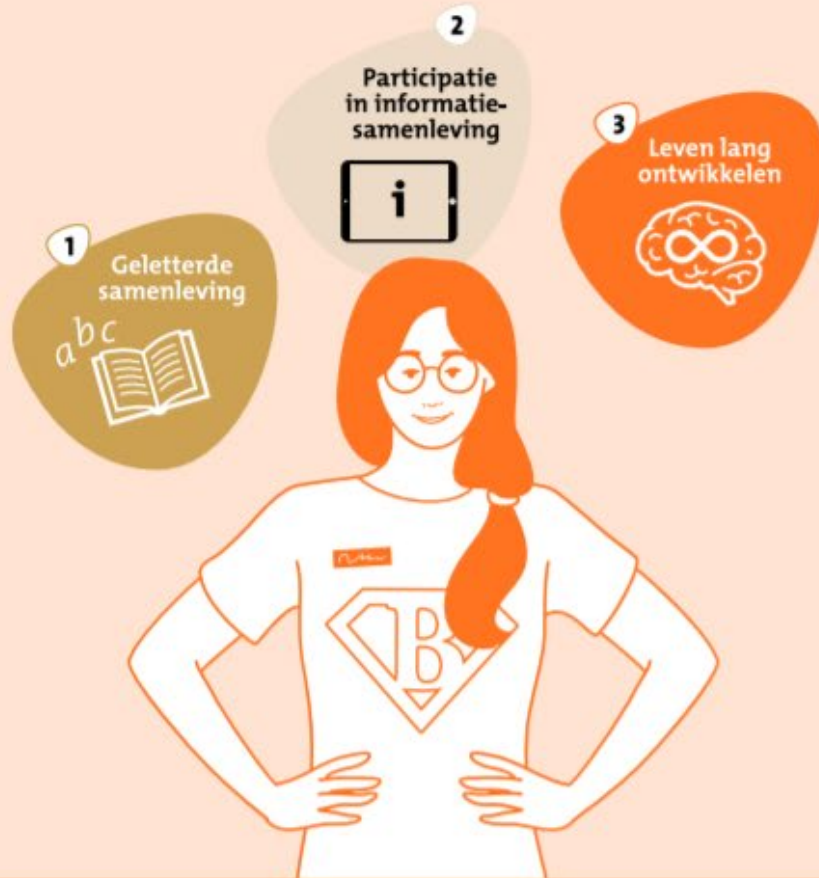 1
Geletterde
samenleving
abc
2
Participatie
in informatie-
samenleving
i
3
Leven lang
ontwikkelen
B